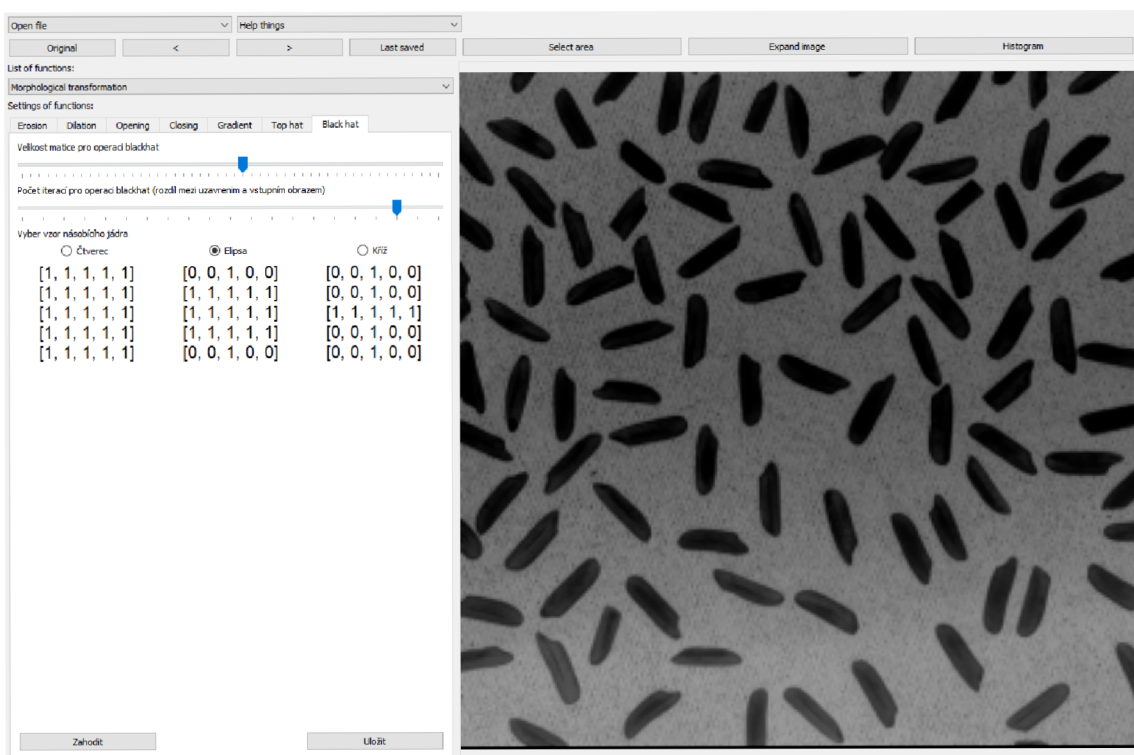 Open file Help things
Original < > Last saved Select area Expand image Histogram
List of functions:
Morphological transformation
Settings of functions:
Erosion Dilation Opening Closing Gradient Top hat Black hat
Velikost matice pro operaci blackhat
Počet iterací pro operaci blackhat (rozdíl mezi uzavrením a vstupním obrazem)
Vyber vzor násobícího jádra
Čtverec Elipsa Kříž
[1, 1, 1, 1, 1] [0, 0, 1, 0, 0] [0, 0, 1, 0, 0]
[1, 1, 1, 1, 1] [1, 1, 1, 1, 1] [0, 0, 1, 0, 0]
[1, 1, 1, 1, 1] [1, 1, 1, 1, 1] [1, 1, 1, 1, 1]
[1, 1, 1, 1, 1] [1, 1, 1, 1, 1] [0, 0, 1, 0, 0]
[1, 1, 1, 1, 1] [0, 0, 1, 0, 0] [0, 0, 1, 0, 0]
Zahodit Uložit